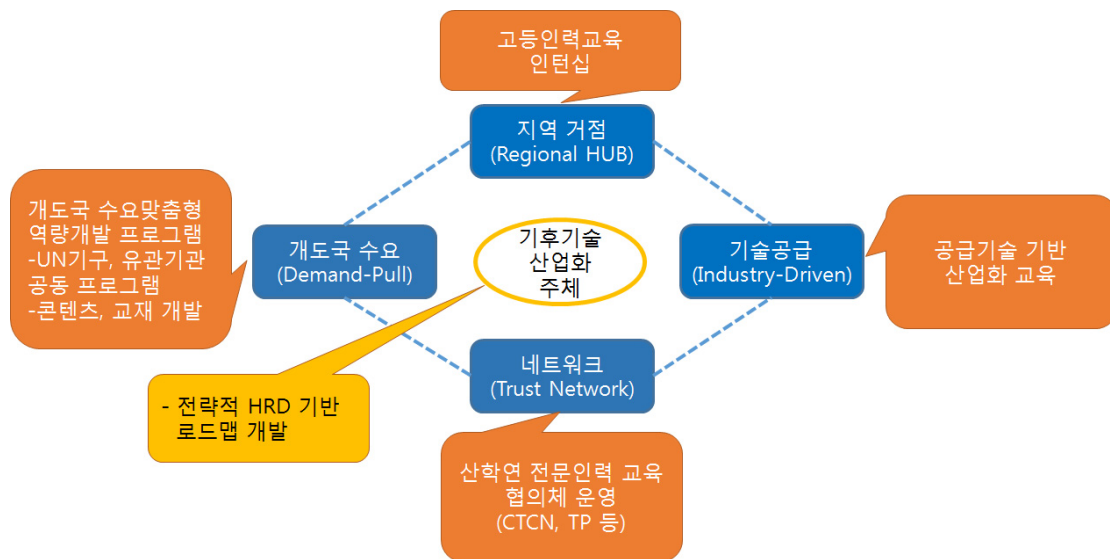 고등인력교육
인턴십
지역 거점
(Regional HUB)
개도국 수요맞춤형
역량개발 프로그램
-UN기구, 유관기관
공동 프로그램
-콘텐츠, 교재 개발
개도국 수요
(Demand-Pull)
기후기술
산업화
주체
기술공급
(Industry-Driven)
공급기술 기반
산업화 교육
네트워크
(Trust Network)
- 전략적 HRD 기반
로드맵 개발
산학연 전문인력 교육
협의체 운영
(CTCN, TP 등)